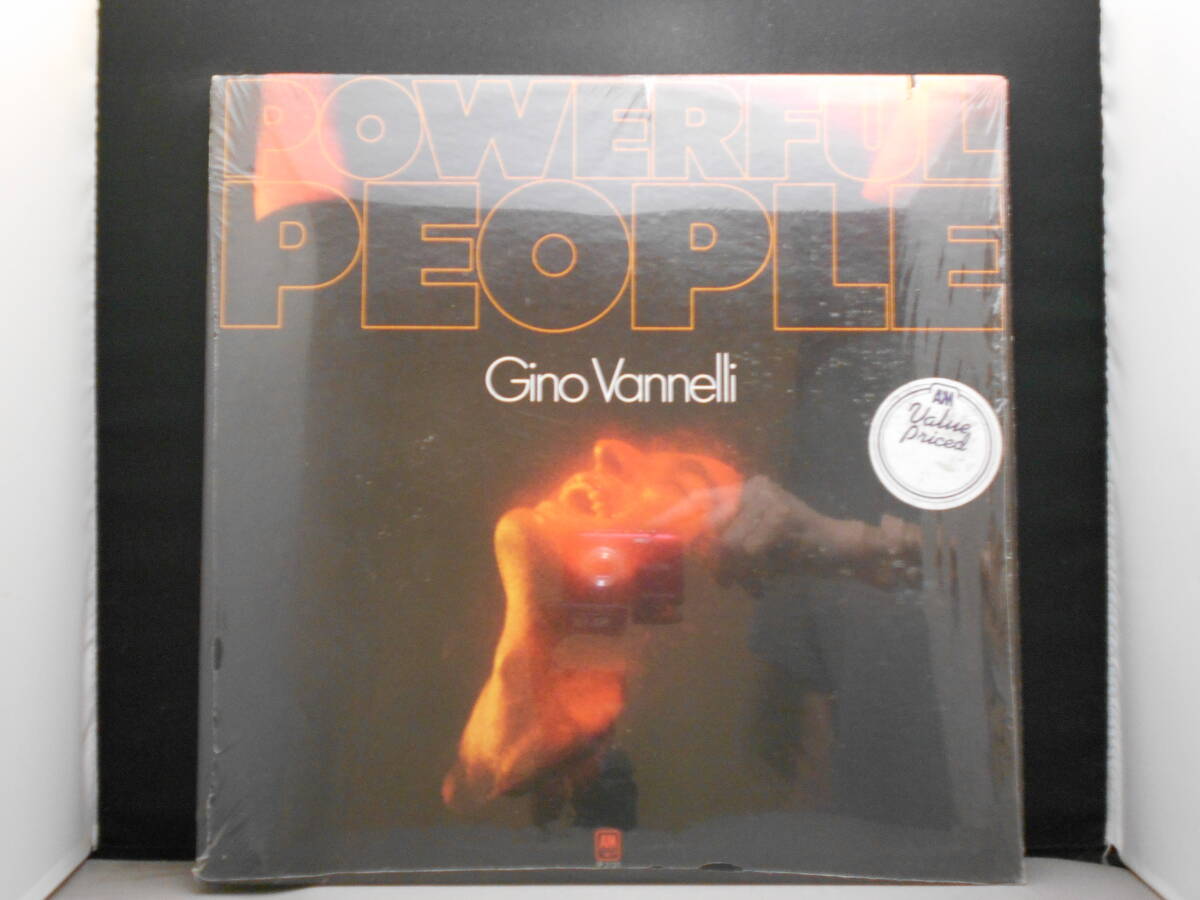 POWERFUL
PEOPLE
Gino Vannelli
A&M
Value
Priced
A&M